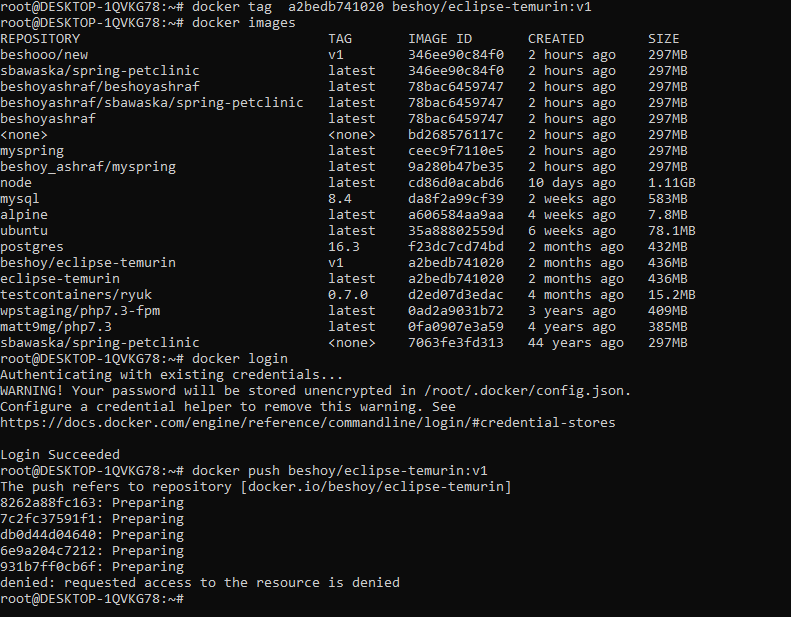 root@DESKTOP-1QVKG78:~# docker tag  a2bedb741020 beshoy/eclipse-temurin:v1
root@DESKTOP-1QVKG78:~# docker images
REPOSITORY                               TAG       IMAGE ID       CREATED        SIZE
beshooo/new                              v1        346ee90c84f0   2 hours ago    297MB
sbawaska/spring-petclinic                latest    346ee90c84f0   2 hours ago    297MB
beshoyashraf/beshoyashraf                latest    78bac6459747   2 hours ago    297MB
beshoyashraf/sbawaska/spring-petclinic   latest    78bac6459747   2 hours ago    297MB
beshoyashraf                             latest    78bac6459747   2 hours ago    297MB
<none>                                   <none>    bd268576117c   2 hours ago    297MB
myspring                                 latest    ceec9f7110e5   2 hours ago    297MB
beshoy_ashraf/myspring                   latest    9a280b47be35   2 hours ago    297MB
node                                     latest    cd86d0acabd6   10 days ago    1.11GB
mysql                                    8.4       da8f2a99cf39   2 weeks ago    583MB
alpine                                   latest    a606584aa9aa   4 weeks ago    7.8MB
ubuntu                                   latest    35a88802559d   6 weeks ago    78.1MB
postgres                                 16.3      f23dc7cd74bd   2 months ago   432MB
beshoy/eclipse-temurin                   v1        a2bedb741020   2 months ago   436MB
eclipse-temurin                          latest    a2bedb741020   2 months ago   436MB
testcontainers/ryuk                      0.7.0     d2ed07d3edac   4 months ago   15.2MB
wpstaging/php7.3-fpm                     latest    0ad2a9031b72   3 years ago    409MB
matt9mg/php7.3                           latest    0fa0907e3a59   4 years ago    385MB
sbawaska/spring-petclinic                <none>    7063fe3fd313   44 years ago   297MB
root@DESKTOP-1QVKG78:~# docker login
Authenticating with existing credentials...
WARNING! Your password will be stored unencrypted in /root/.docker/config.json.
Configure a credential helper to remove this warning. See
https://docs.docker.com/engine/reference/commandline/login/#credential-stores

Login Succeeded
root@DESKTOP-1QVKG78:~# docker push beshoy/eclipse-temurin:v1
The push refers to repository [docker.io/beshoy/eclipse-temurin]
8262a88fc163: Preparing
7c2fc37591f1: Preparing
db0d44d04640: Preparing
6e9a204c7212: Preparing
931b7ff0cb6f: Preparing
denied: requested access to the resource is denied
root@DESKTOP-1QVKG78:~#